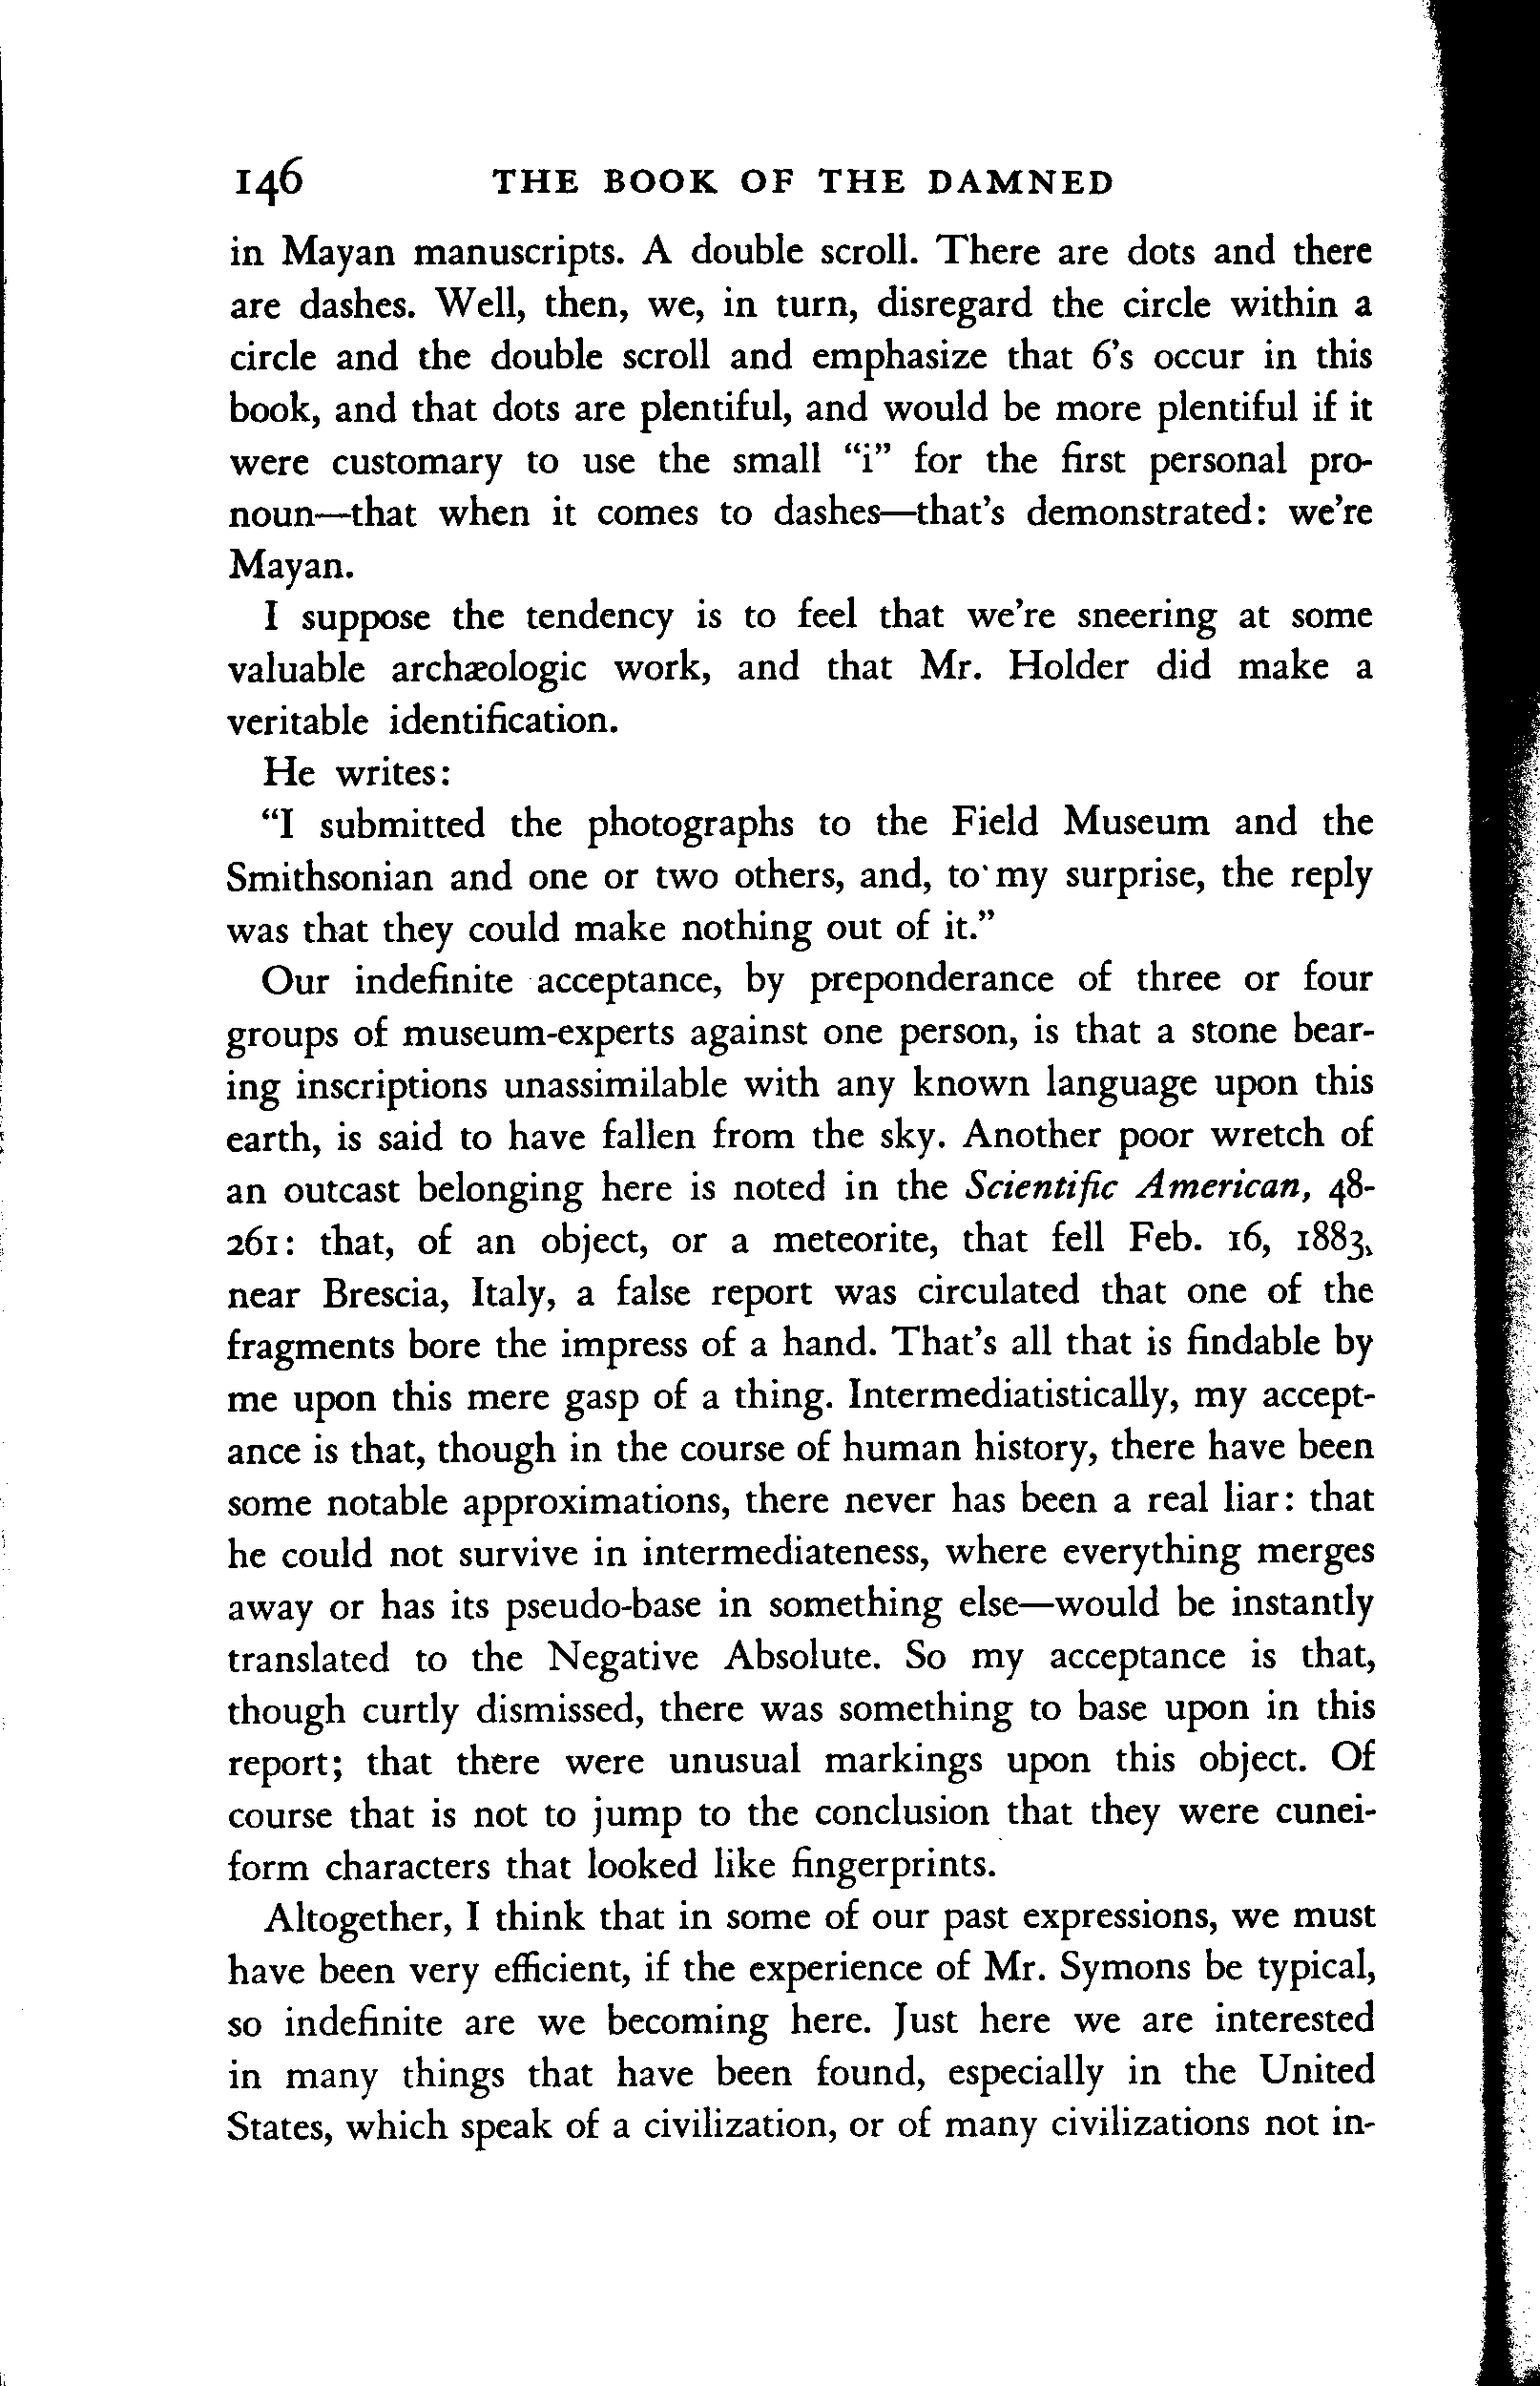 146 THE BOOK OF THE DAMNED
in Mayan manuscripts. A double scroll. There are dots and there
are dashes. Well, then, we, in turn, disregard the circle within a
circle and the double scroll and emphasize that 6's occur in this
book, and that dots are plentiful, and would be more plentiful if it
were customary to use the small “i” for the first personal pro-
noun—that when it comes to dashes—that's demonstrated: we're
Mayan.
I suppose the tendency is to feel that we're sneering at some
valuable archæologic work, and that Mr. Holder did make a
veritable identification.
He writes:
“I submitted the photographs to the Field Museum and the
Smithsonian and one or two others, and, to my surprise, the reply
was that they could make nothing out of it.”
Our indefinite acceptance, by preponderance of three or four
groups of museum-experts against one person, is that a stone bear-
ing inscriptions unassimilable with any known language upon this
earth, is said to have fallen from the sky. Another poor wretch of
an outcast belonging here is noted in the Scientific American, 48-
261: that, of an object, or a meteorite, that fell Feb. 16, 1883,
near Brescia, Italy, a false report was circulated that one of the
fragments bore the impress of a hand. That's all that is findable by
me upon this mere gasp of a thing. Intermediatistically, my accept-
ance is that, though in the course of human history, there have been
some notable approximations, there never has been a real liar: that
he could not survive in intermediateness, where everything merges
away or has its pseudo-base in something else—would be instantly
translated to the Negative Absolute. So my acceptance is that,
though curtly dismissed, there was something to base upon in this
report; that there were unusual markings upon this object. Of
course that is not to jump to the conclusion that they were cunei-
form characters that looked like fingerprints.
Altogether, I think that in some of our past expressions, we must
have been very efficient, if the experience of Mr. Symons be typical,
so indefinite are we becoming here. Just here we are interested
in many things that have been found, especially in the United
States, which speak of a civilization, or of many civilizations not in-